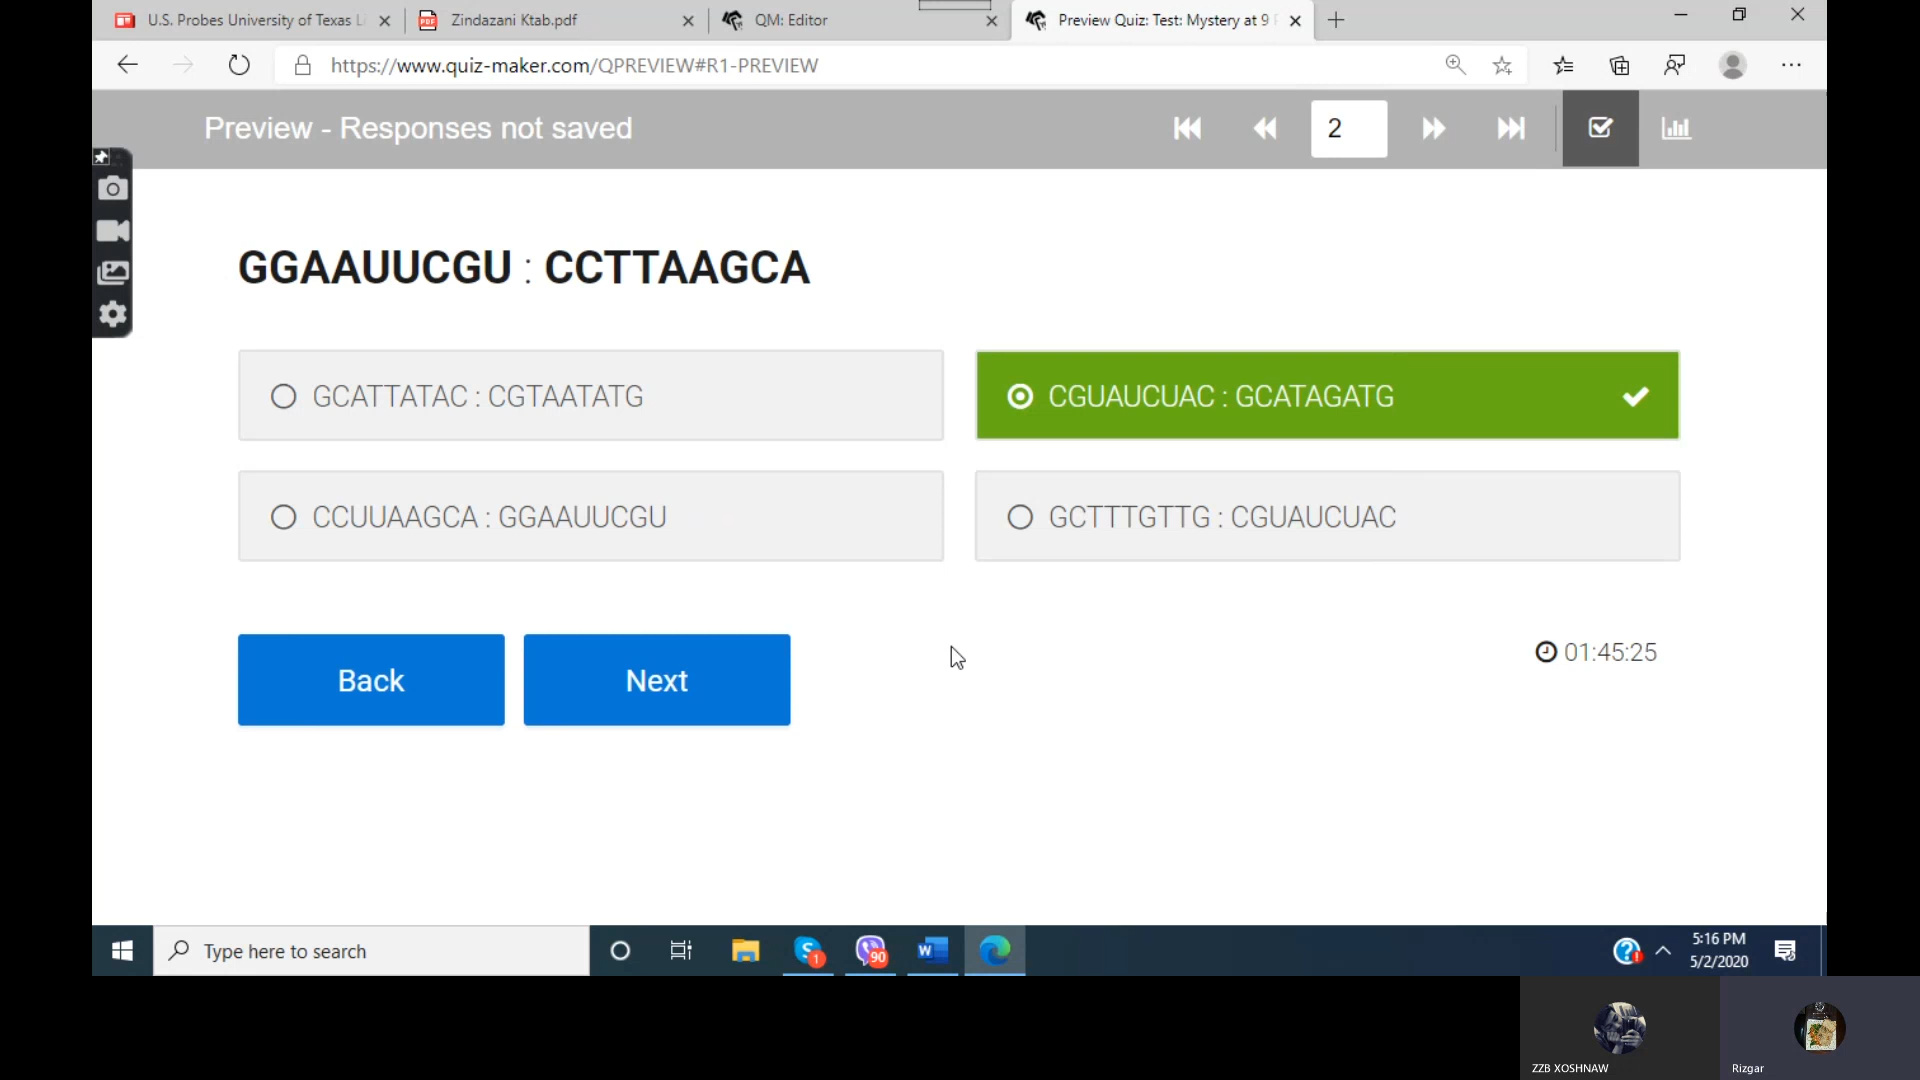 U.S. Probes University of Texas L
Zindazani Ktab.pdf
QM: Editor
Preview Quiz: Test: Mystery at 9
https://www.quiz-maker.com/QPREVIEW#R1-PREVIEW
Preview - Responses not saved
2
GGAAUUCGU : CCTTAAGCA
GCATTATAC : CGTAATATG
CGUAUCUAC : GCATAGATG
CCUUAAGCA : GGAAUUCGU
GCTTTGTTG : CGUAUCUAC
Back
Next
01:45:25
Type here to search
1
90
5:16 PM
5/2/2020
ZZB XOSHNAW
Rizgar